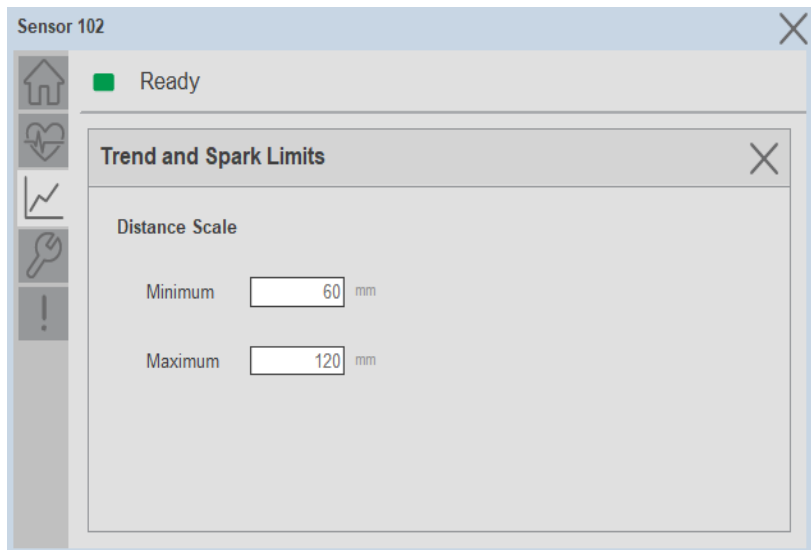 Sensor 102
Ready
Trend and Spark Limits
Distance Scale
Minimum 60 mm
Maximum 120 mm